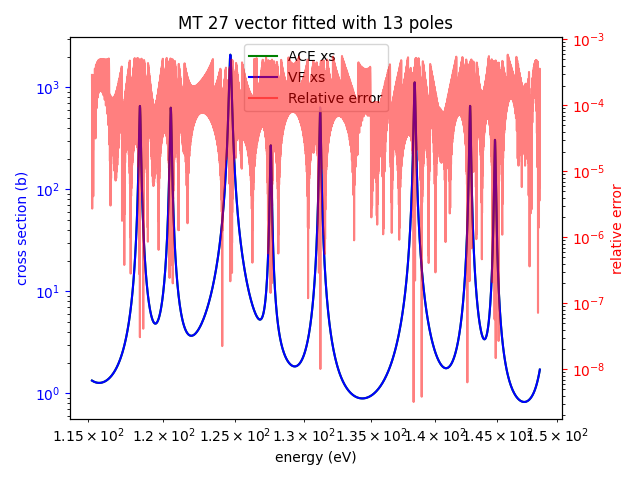 MT 27 vector fitted with 13 poles
ACE xs
VF xs
Relative error
10³
10²
10¹
10⁰
cross section (b)
10⁻³
10⁻⁴
10⁻⁵
10⁻⁶
10⁻⁷
10⁻⁸
relative error
1.15 × 10² 1.2 × 10² 1.25 × 10² 1.3 × 10² 1.35 × 10² 1.4 × 10² 1.45 × 10² 1.5 × 10²
energy (eV)